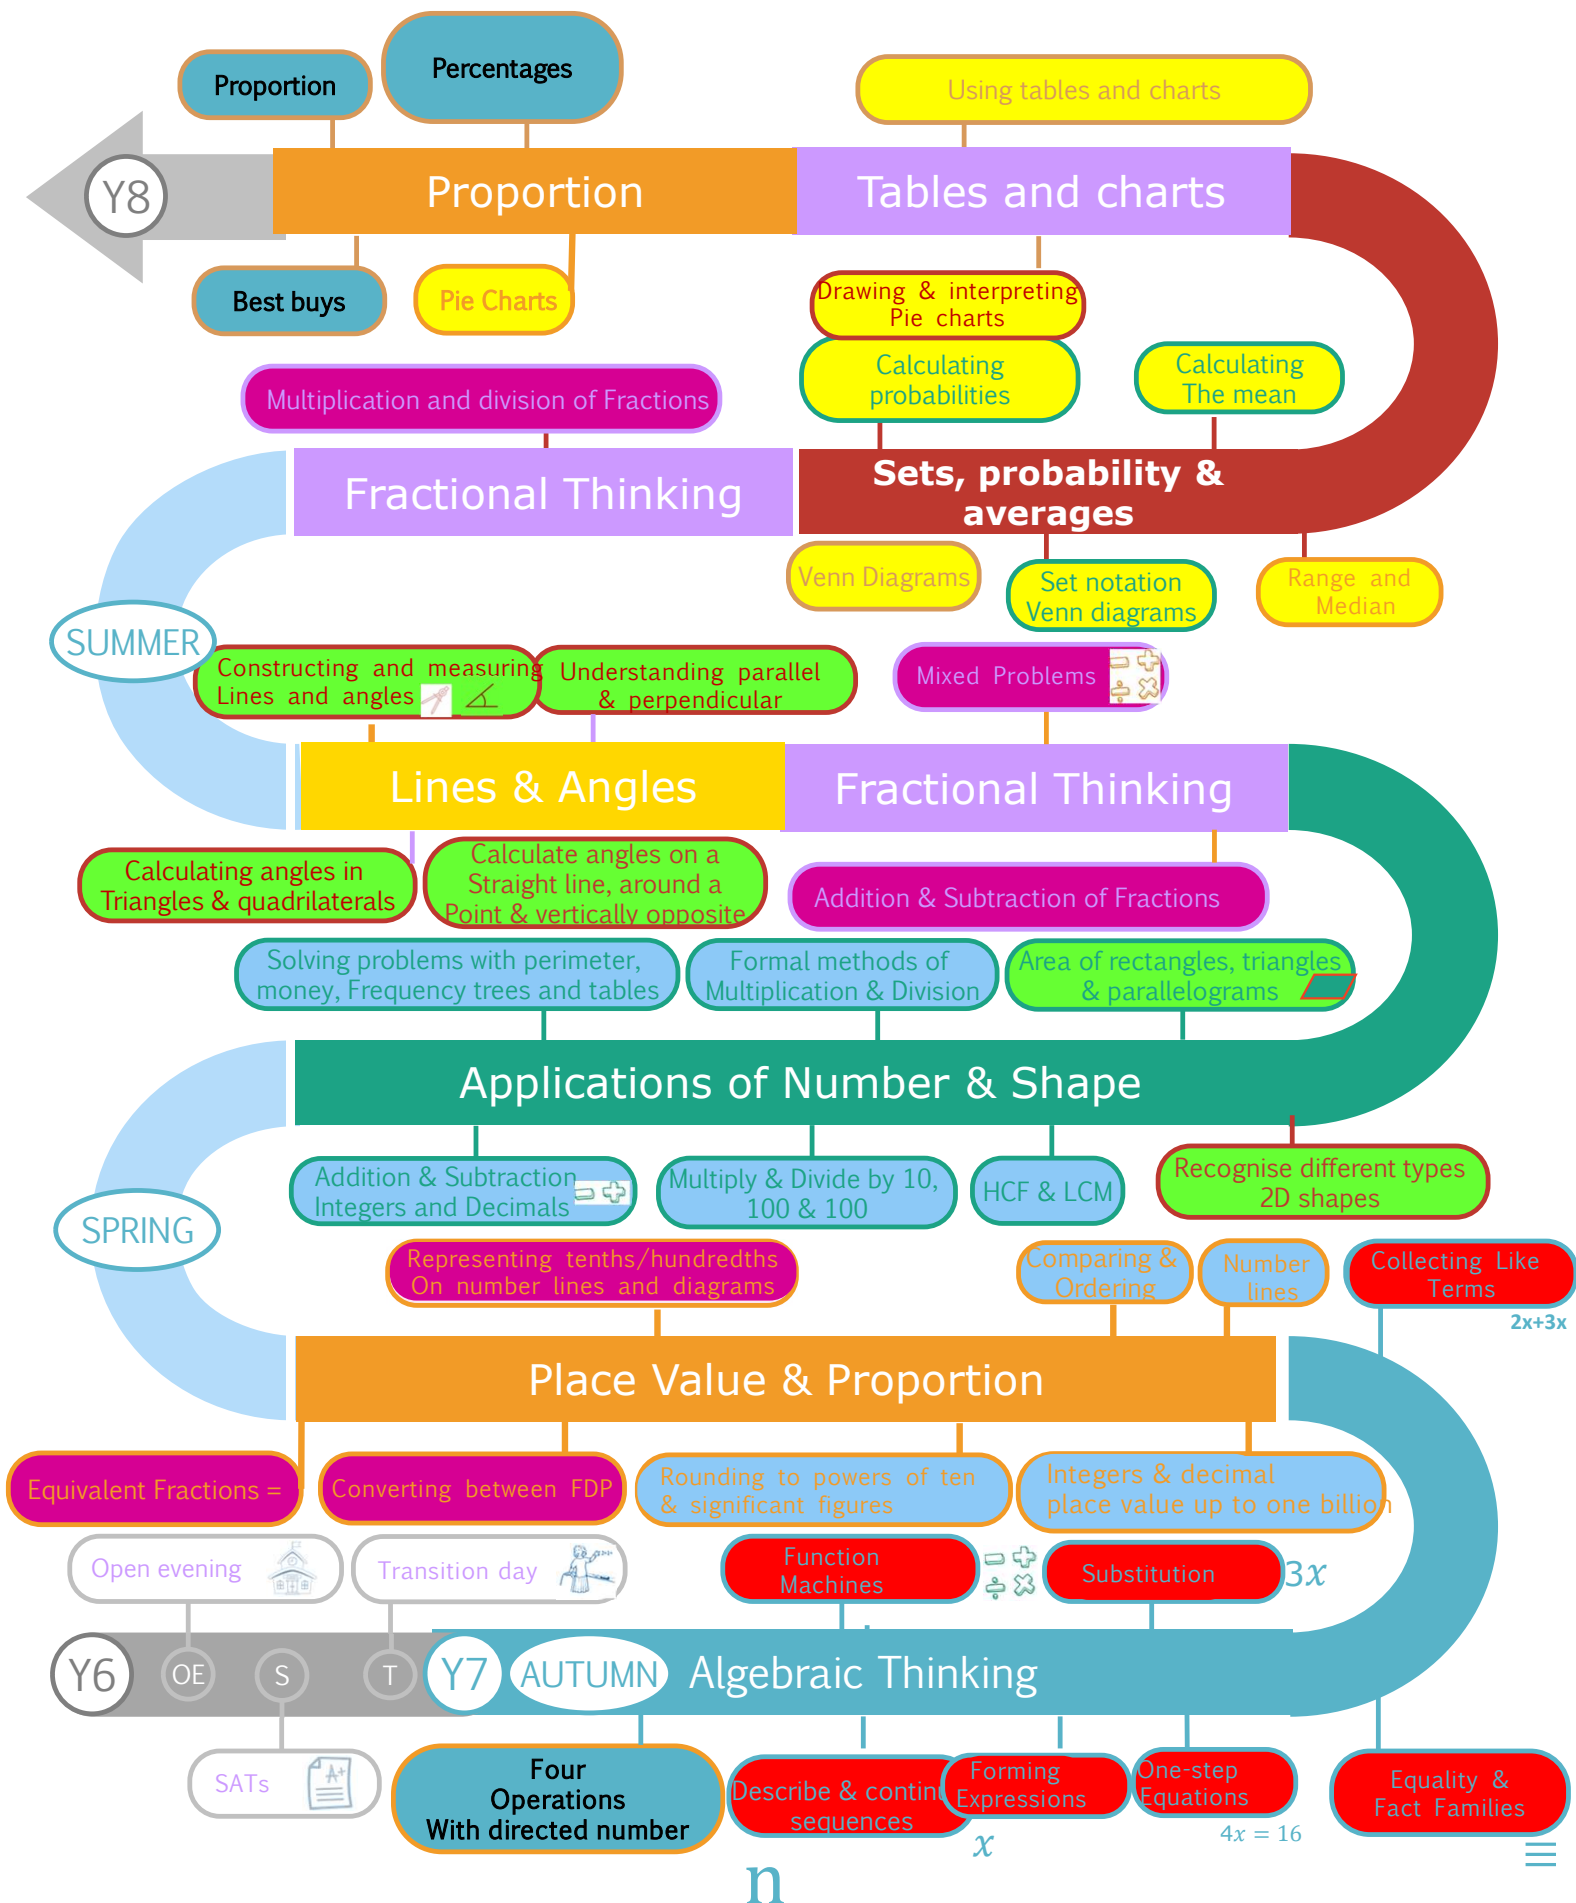 Percentages
Proportion
Using tables and charts
Y8
Proportion
Tables and charts
Best buys
Pie Charts
Drawing & interpreting
Pie charts
Calculating
probabilities
Calculating
The mean
Multiplication and division of Fractions
Fractional Thinking
Sets, probability &
averages
Venn Diagrams
Set notation
Venn diagrams
Range and
Median
SUMMER
Constructing and measuring
Lines and angles
Understanding parallel
& perpendicular
Mixed Problems
Lines & Angles
Fractional Thinking
Calculating angles in
Triangles & quadrilaterals
Calculate angles on a
Straight line, around a
Point & vertically opposite
Addition & Subtraction of Fractions
Solving problems with perimeter,
money, Frequency trees and tables
Formal methods of
Multiplication & Division
Area of rectangles, triangles
& parallelograms
Applications of Number & Shape
Addition & Subtraction
Integers and Decimals
Multiply & Divide by 10,
100 & 100
HCF & LCM
Recognise different types
2D shapes
SPRING
Representing tenths/hundredths
On number lines and diagrams
Comparing &
Ordering
Number
lines
Collecting Like
Terms
2x+3x
Place Value & Proportion
Equivalent Fractions =
Converting between FDP
Rounding to powers of ten
& significant figures
Integers & decimal
place value up to one billion
Open evening
Transition day
Function
Machines
Substitution
3x
Y6
OE
S
T
Y7
AUTUMN
Algebraic Thinking
SATs
A+
Four
Operations
With directed number
Describe & contin
sequences
Forming
Expressions
One-step
Equations
Equality &
Fact Families
4x = 16
x
n